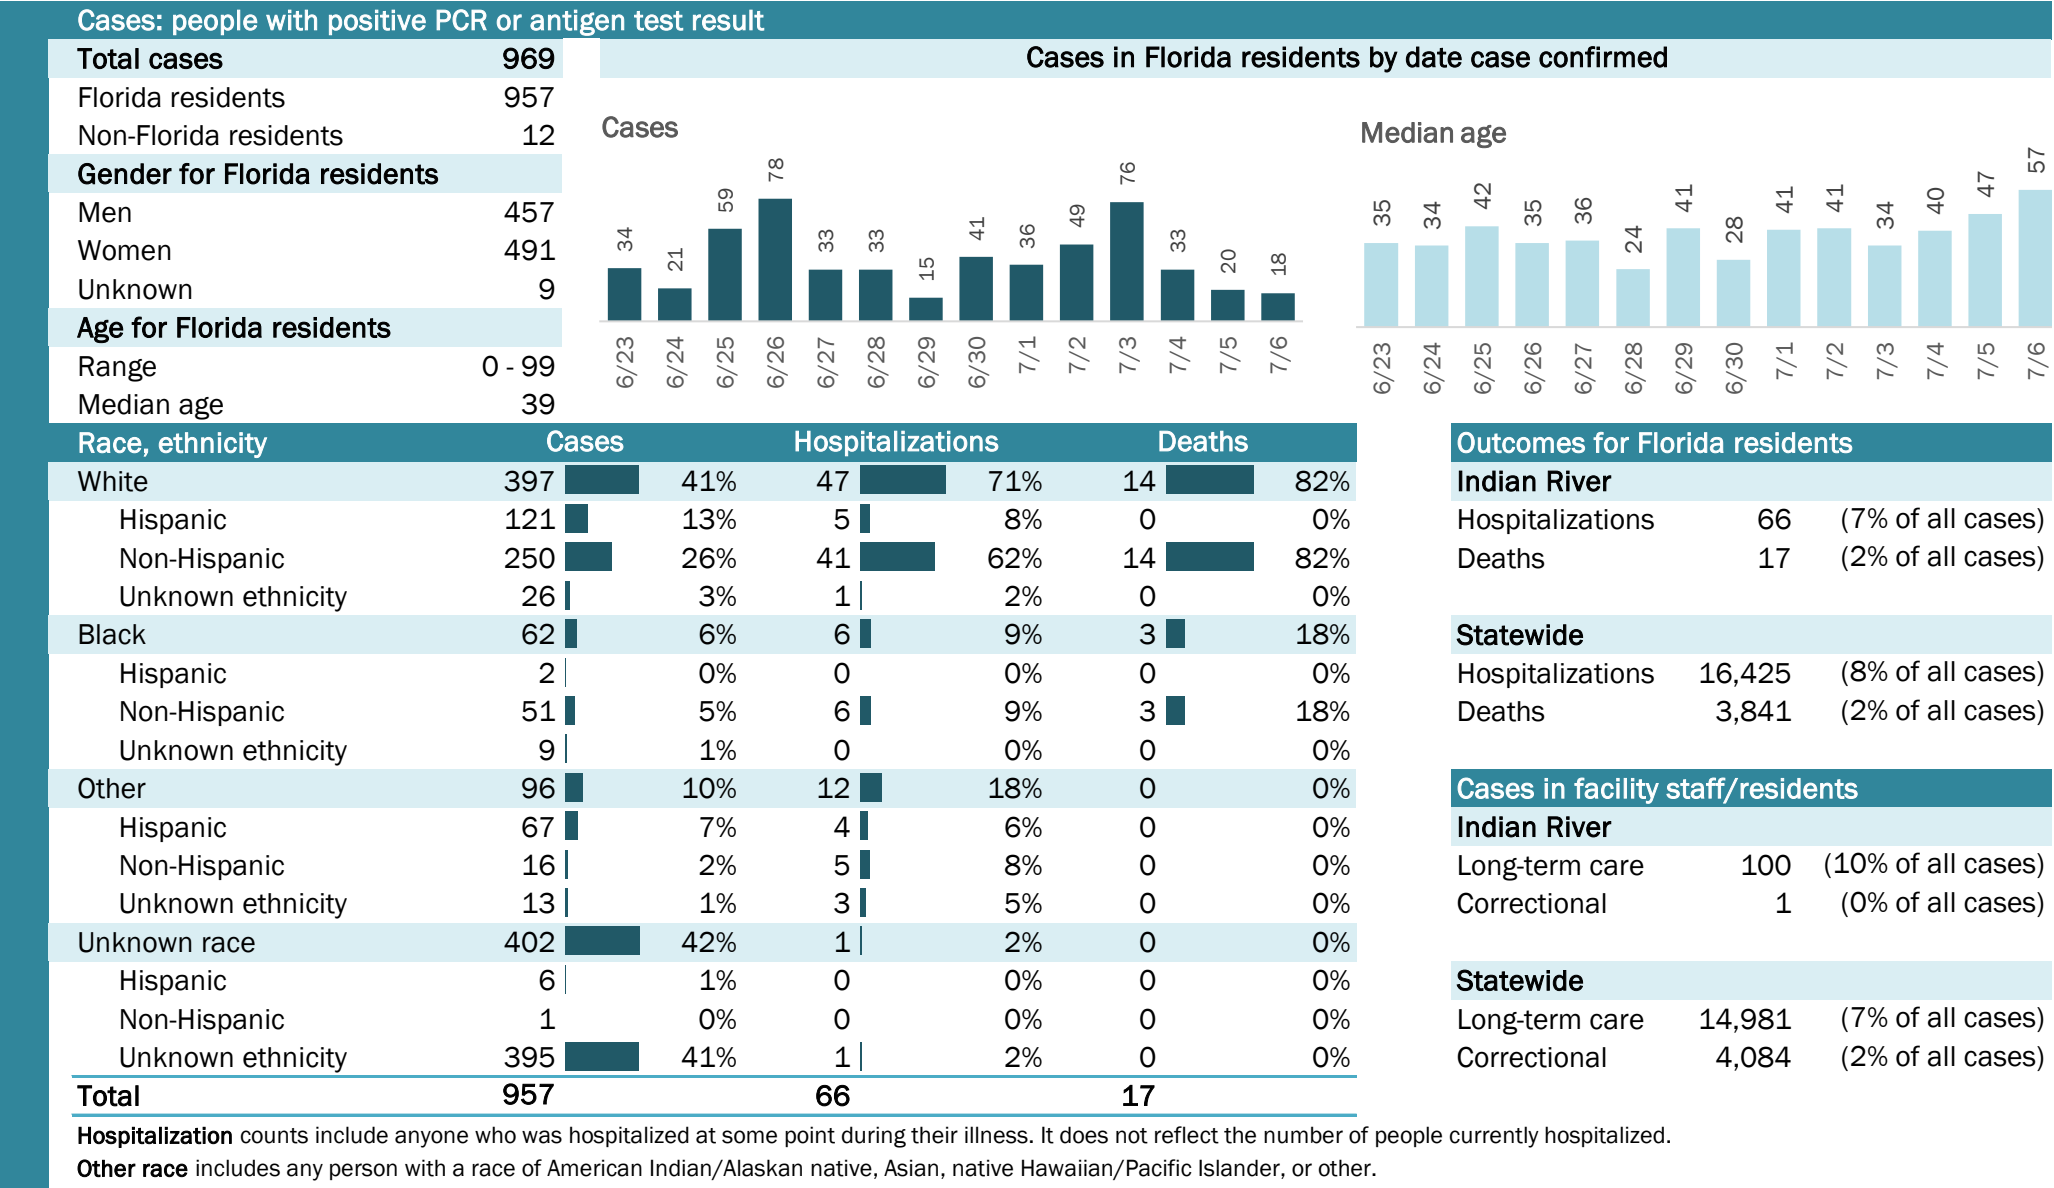 Cases: people with positive PCR or antigen test result
Total cases 969
Florida residents 957
Non-Florida residents 12
Gender for Florida residents
Men 457
Women 491
Unknown 9
Age for Florida residents
Range 0 - 99
Median age 39
Cases in Florida residents by date case confirmed
Cases
34 21 59 78 33 33 15 41 36 49 76 33 20 18
6/23 6/24 6/25 6/26 6/27 6/28 6/29 6/30 7/1 7/2 7/3 7/4 7/5 7/6
Median age
35 34 42 35 36 24 41 28 41 41 34 40 47 57
6/23 6/24 6/25 6/26 6/27 6/28 6/29 6/30 7/1 7/2 7/3 7/4 7/5 7/6
Race, ethnicity Cases Hospitalizations Deaths
White 397 41% 47 71% 14 82%
Hispanic 121 13% 5 8% 0 0%
Non-Hispanic 250 26% 41 62% 14 82%
Unknown ethnicity 26 3% 1 2% 0 0%
Black 62 6% 6 9% 3 18%
Hispanic 2 0% 0 0% 0 0%
Non-Hispanic 51 5% 6 9% 3 18%
Unknown ethnicity 9 1% 0 0% 0 0%
Other 96 10% 12 18% 0 0%
Hispanic 67 7% 4 6% 0 0%
Non-Hispanic 16 2% 5 8% 0 0%
Unknown ethnicity 13 1% 3 5% 0 0%
Unknown race 402 42% 1 2% 0 0%
Hispanic 6 1% 0 0% 0 0%
Non-Hispanic 1 0% 0 0% 0 0%
Unknown ethnicity 395 41% 1 2% 0 0%
Total 957 66 17
Outcomes for Florida residents
Indian River
Hospitalizations 66 (7% of all cases)
Deaths 17 (2% of all cases)
Statewide
Hospitalizations 16,425 (8% of all cases)
Deaths 3,841 (2% of all cases)
Cases in facility staff/residents
Indian River
Long-term care 100 (10% of all cases)
Correctional 1 (0% of all cases)
Statewide
Long-term care 14,981 (7% of all cases)
Correctional 4,084 (2% of all cases)
Hospitalization counts include anyone who was hospitalized at some point during their illness. It does not reflect the number of people currently hospitalized.
Other race includes any person with a race of American Indian/Alaskan native, Asian, native Hawaiian/Pacific Islander, or other.